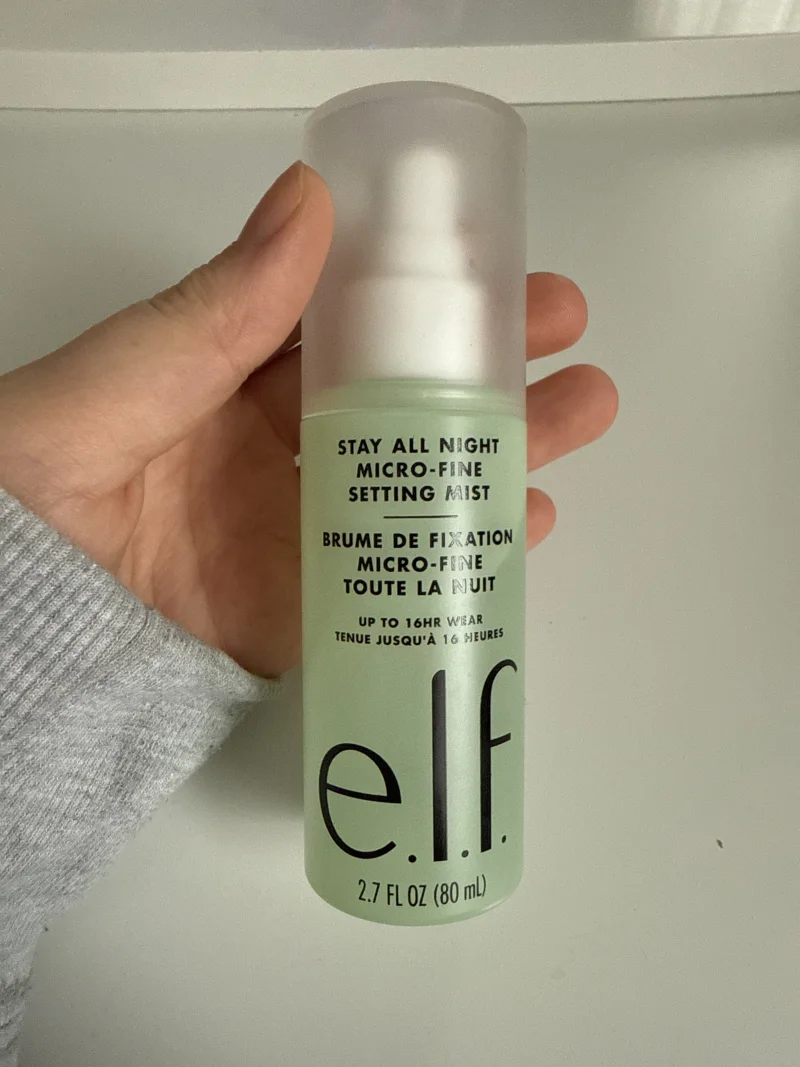 STAY ALL NIGHT
MICRO-FINE
SETTING MIST
BRUME DE FIXATION
MICRO-FINE
TOUTE LA NUIT
UP TO 16HR WEAR
TENUE JUSQU'À 16 HEURES
e.l.f.
2.7 FL OZ (80 mL)